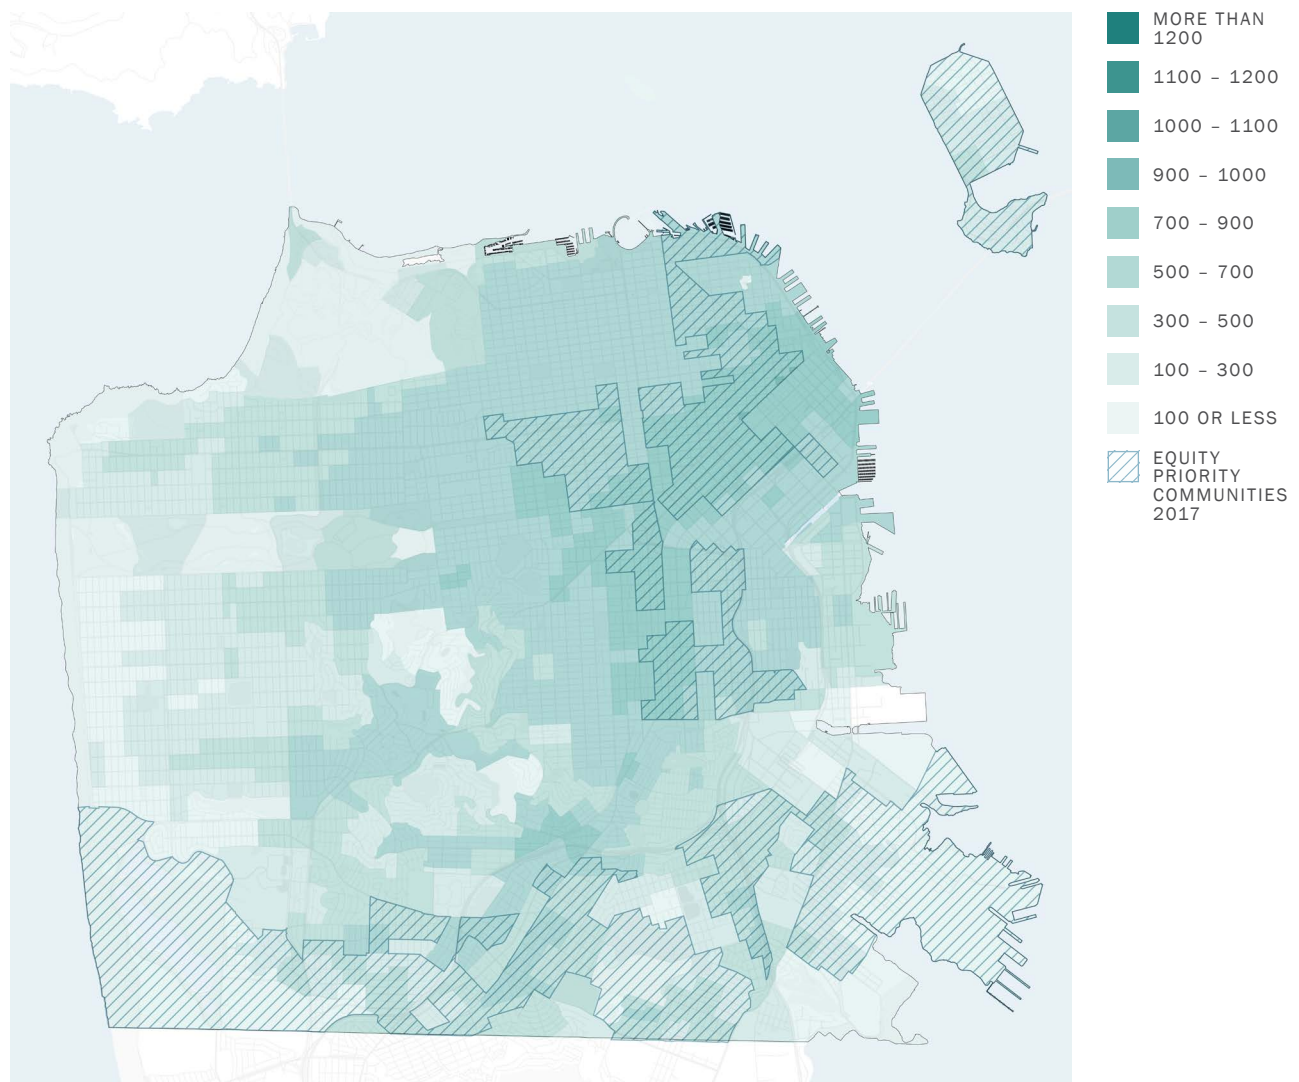 MORE THAN
1200
1100 – 1200
1000 – 1100
900 – 1000
700 – 900
500 – 700
300 – 500
100 – 300
100 OR LESS
EQUITY
PRIORITY
COMMUNITIES
2017